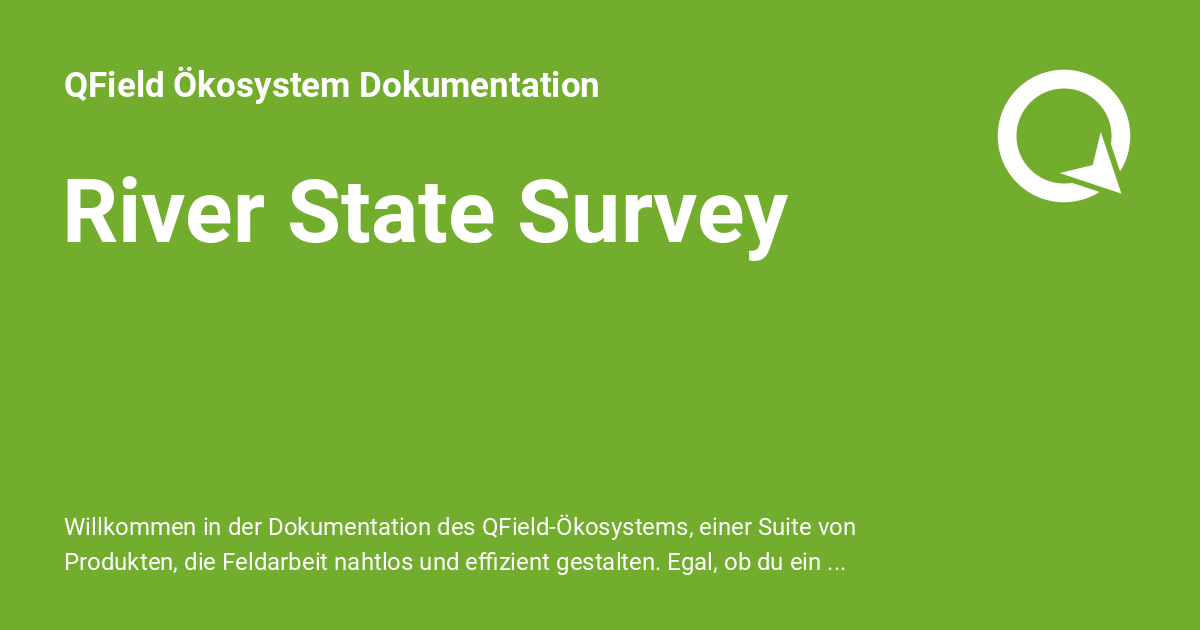 QField Ökosystem Dokumentation
River State Survey
Willkommen in der Dokumentation des QField-Ökosystems, einer Suite von
Produkten, die Feldarbeit nahtlos und effizient gestalten. Egal, ob du ein ...